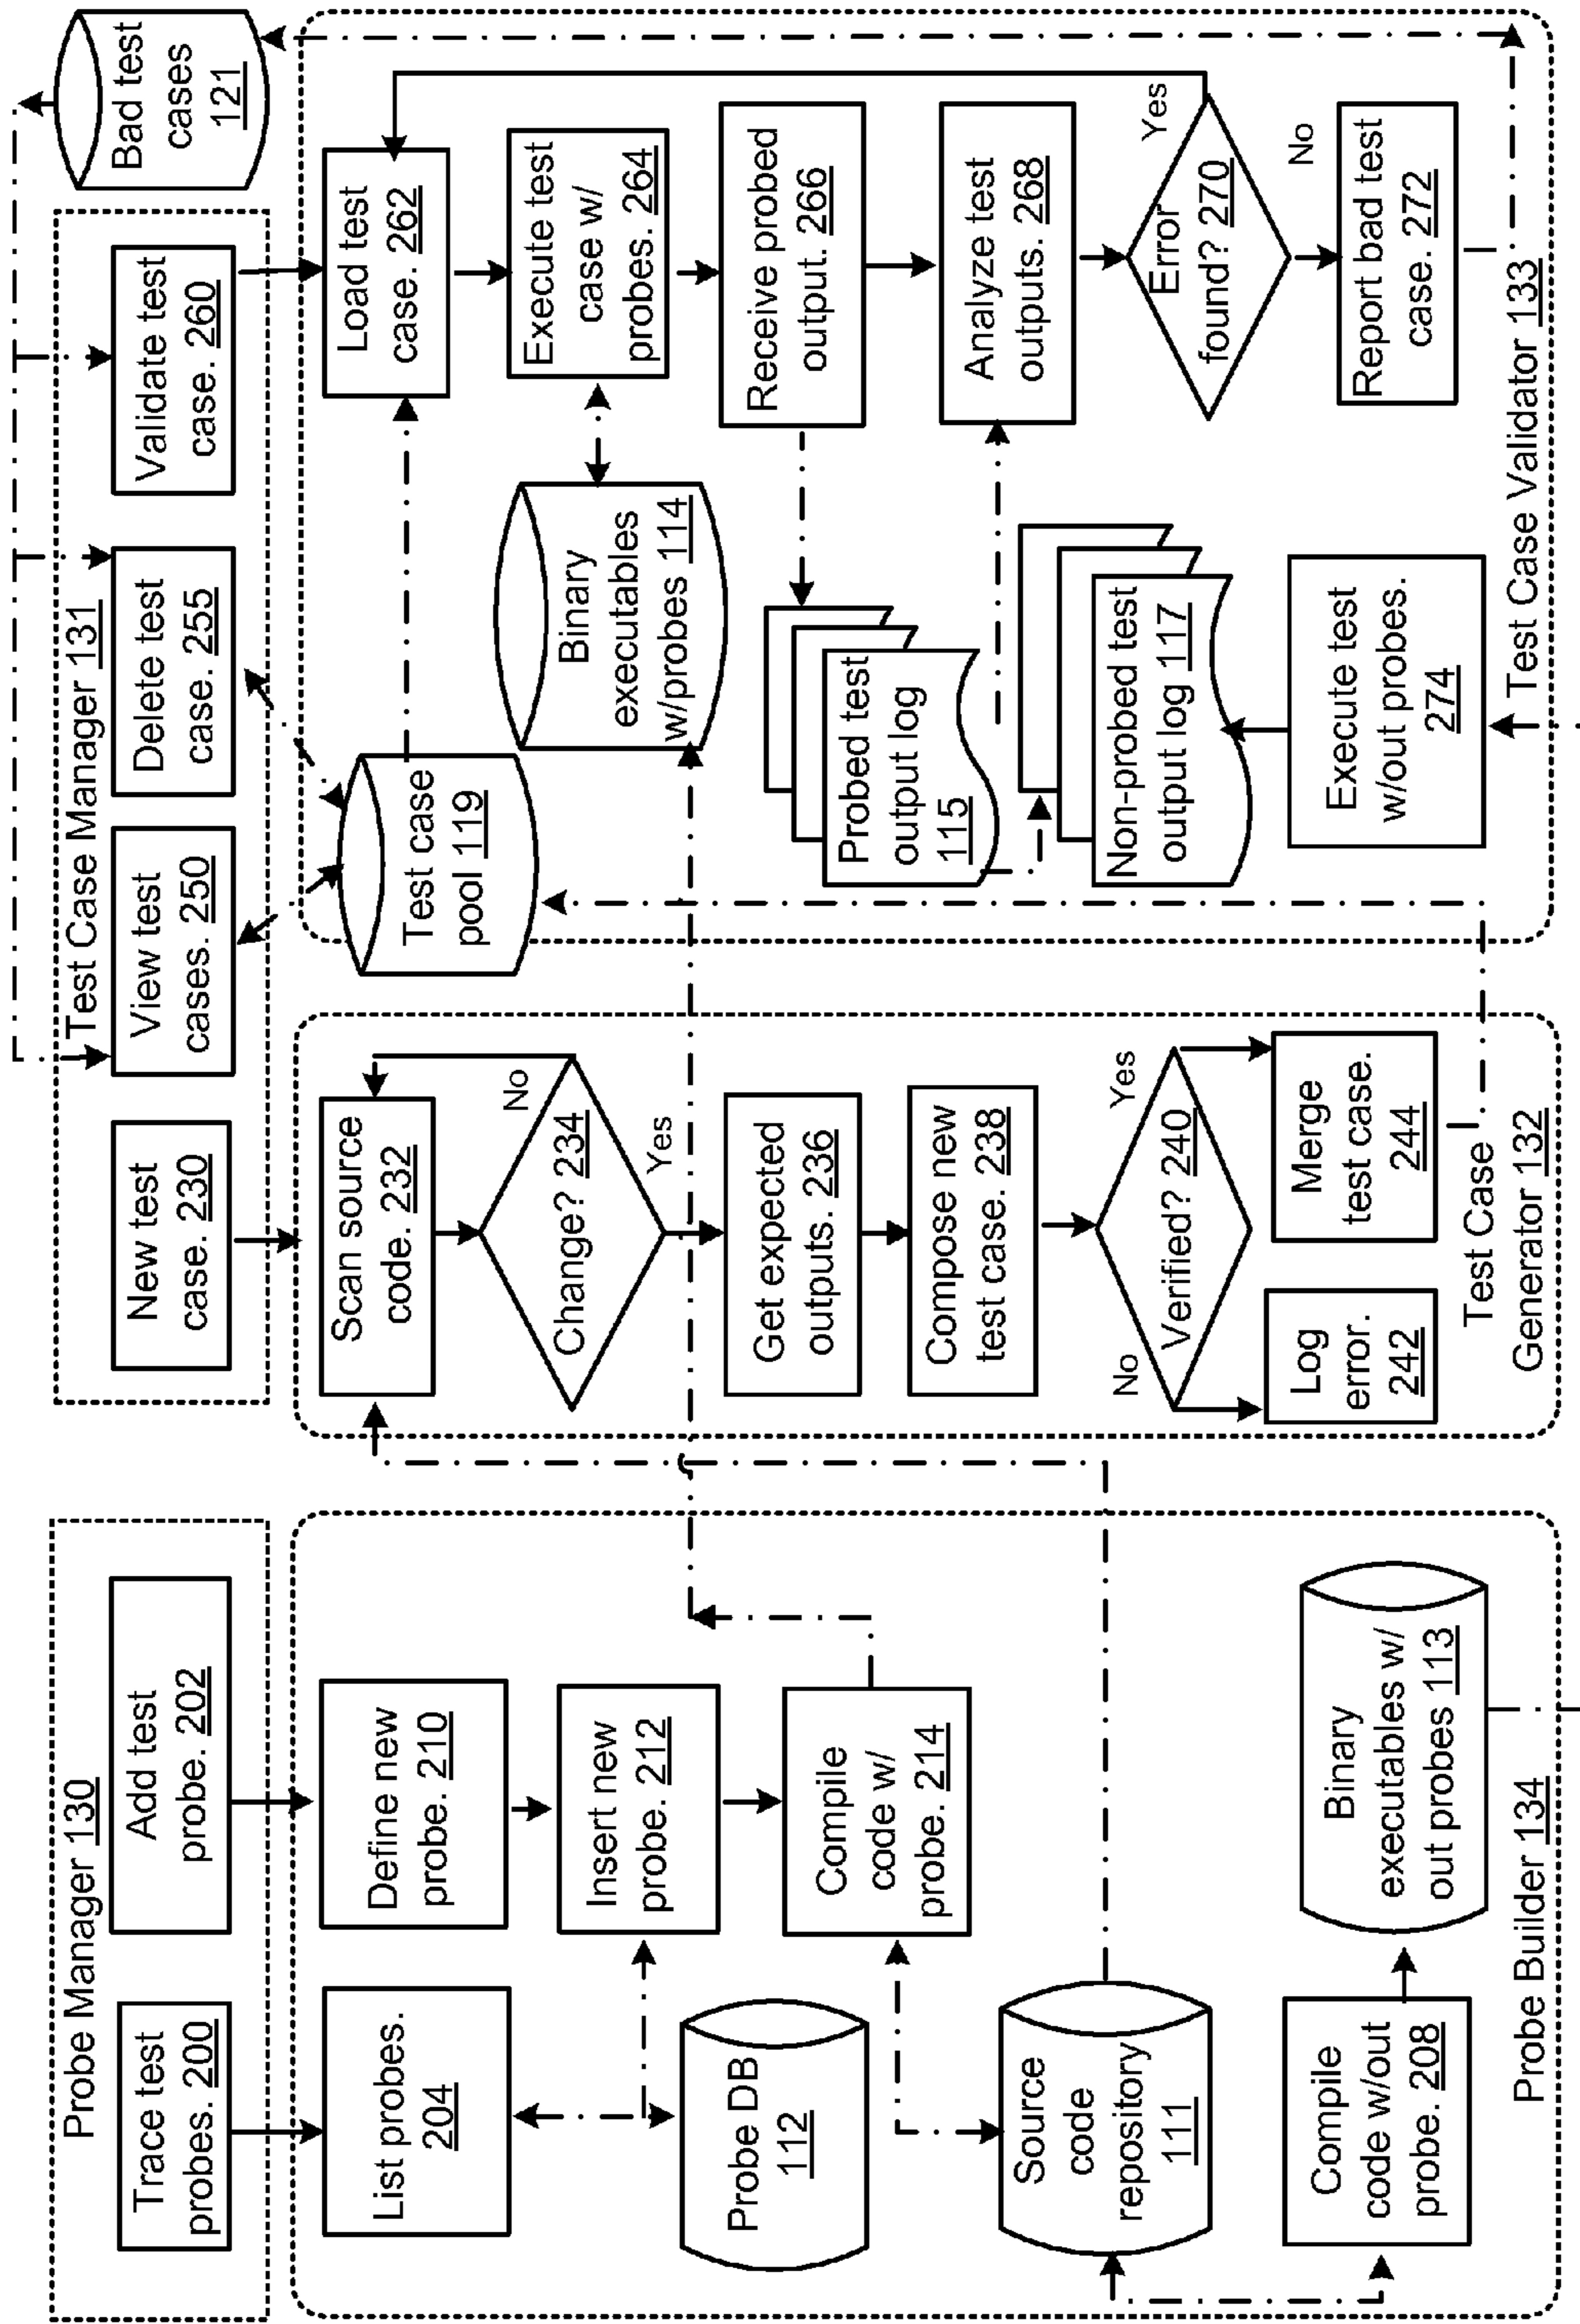 Probe Manager 130
Trace test
probes. 200
Add test
probe. 202
List probes.
204
Define new
probe. 210
Insert new
probe. 212
Probe DB
112
Compile
code w/
probe. 214
Source
code
repository
111
Compile
code w/out
probe. 208
Binary
executables w/
out probes 113
Probe Builder 134
Test Case Manager 131
New test
case. 230
View test
cases. 250
Delete test
case. 255
Validate test
case. 260
Bad test
cases
121
Scan source
code. 232
No
Change? 234
Yes
Get expected
outputs. 236
Compose new
test case. 238
No
Verified? 240
Yes
Log
error.
242
Merge
test case.
244
Test Case
Generator 132
Test case
pool 119
Load test
case. 262
Binary
executables
w/probes 114
Execute test
case w/
probes. 264
Receive probed
output. 266
Probed test
output log
115
Analyze test
outputs. 268
Non-probed test
output log 117
Error
found? 270
Yes
No
Execute test
w/out probes.
274
Report bad test
case. 272
Test Case Validator 133